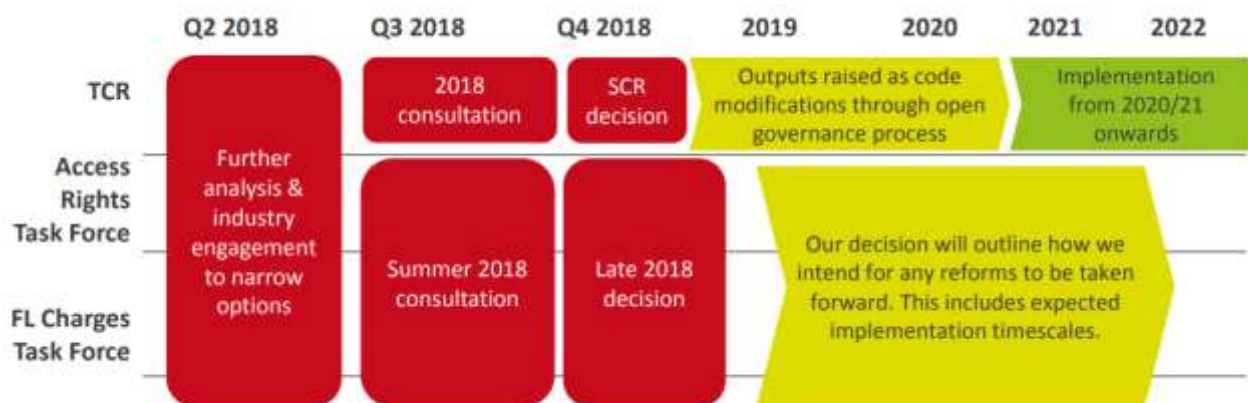 Q2 2018 Q3 2018 Q4 2018 2019 2020 2021 2022
TCR
2018
consultation
SCR
decision
Outputs raised as code
modifications through open
governance process
Implementation
from 2020/21
onwards
Further
analysis &
industry
engagement
to narrow
options
Access
Rights
Task Force
FL Charges
Task Force
Summer 2018
consultation
Late 2018
decision
Our decision will outline how we
intend for any reforms to be taken
forward. This includes expected
implementation timescales.